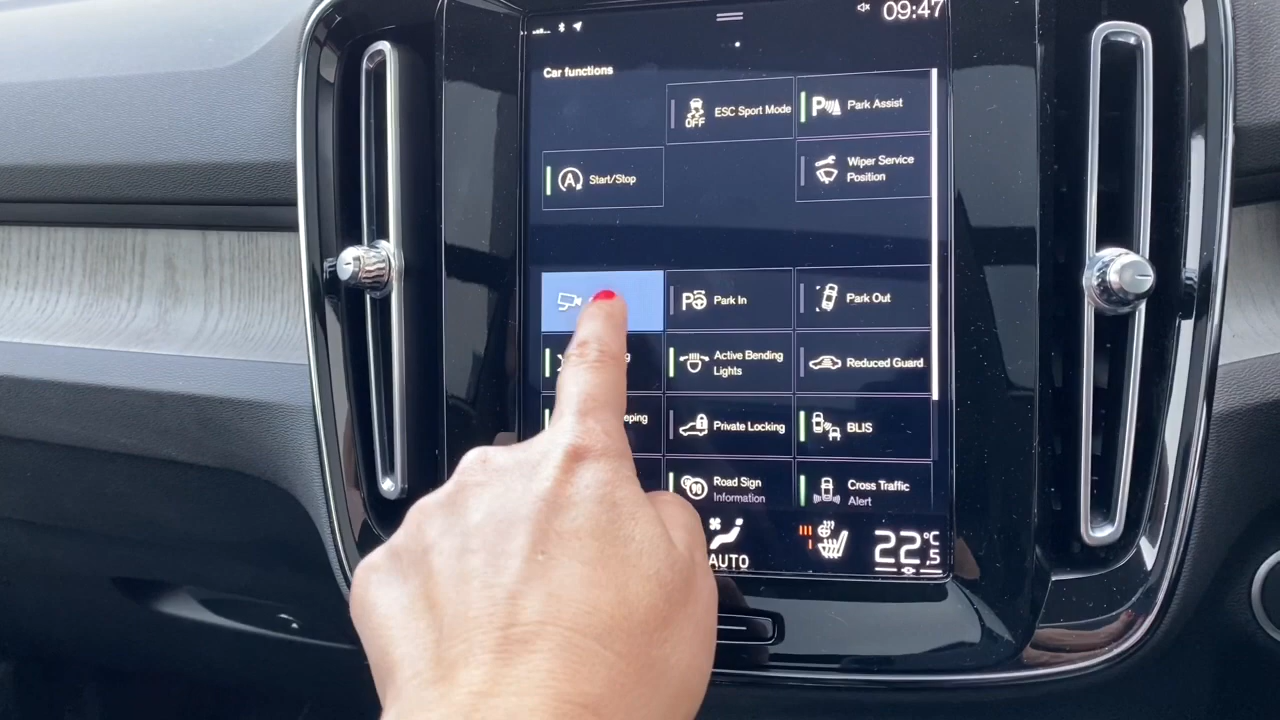 09:47
Car functions
ESC Sport Mode
OFF
Park Assist
Start/Stop
Wiper Service
Position
Park In
Park Out
Active Bending
Lights
Reduced Guard
Private Locking
BLIS
Road Sign
Information
90
Cross Traffic
Alert
AUTO
22,5°C